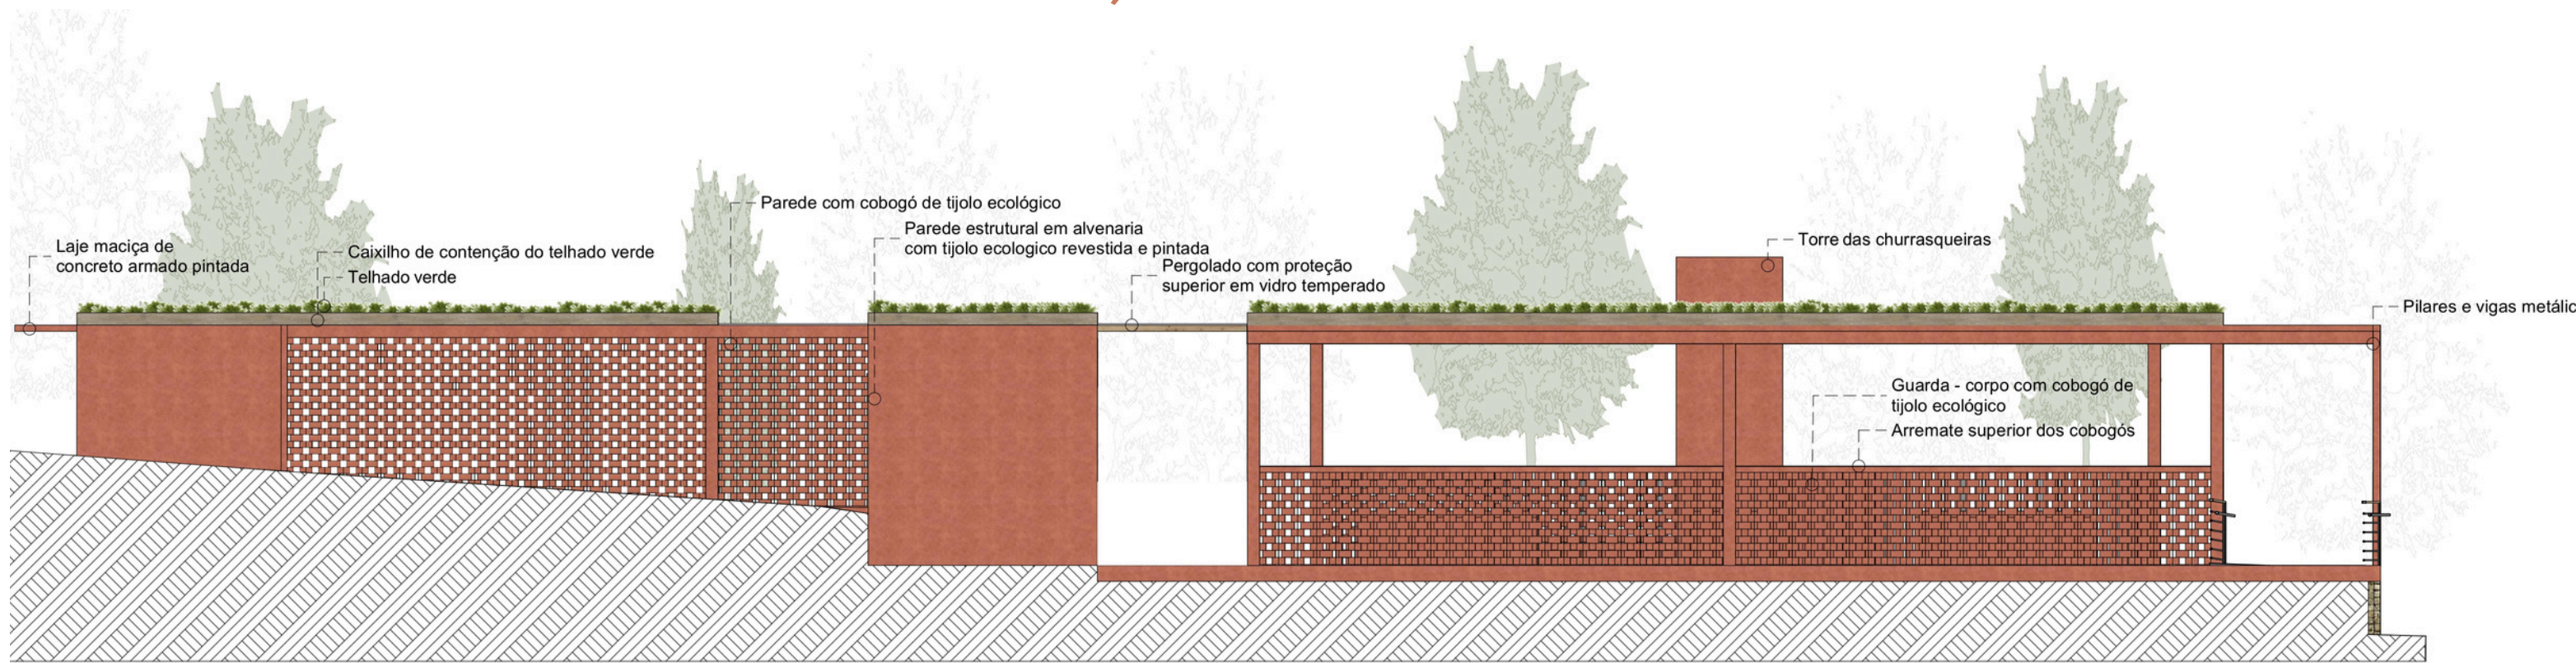 Parede com cobogó de tijolo ecológico
Parede estrutural em alvenaria
com tijolo ecologico revestida e pintada
Laje maciça de
concreto armado pintada
Caixilho de contenção do telhado verde
Telhado verde
Pergolado com proteção
superior em vidro temperado
Torre das churrasqueiras
Pilares e vigas metálic
Guarda - corpo com cobogó de
tijolo ecológico
Arremate superior dos cobogós